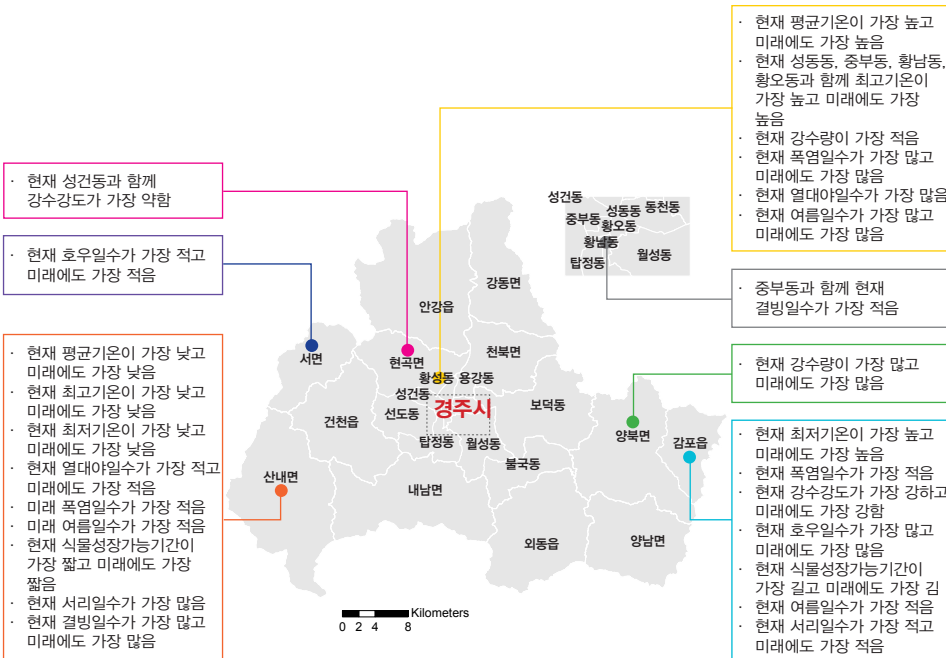 · 현재 평균기온이 가장 높고
미래에도 가장 높음
· 현재 성동동, 중부동, 황남동,
황오동과 함께 최고기온이
가장 높고 미래에도 가장
높음
· 현재 강수량이 가장 적음
· 현재 폭염일수가 가장 많고
미래에도 가장 많음
· 현재 열대야일수가 가장 많음
· 현재 여름일수가 가장 많고
미래에도 가장 많음
· 현재 성건동과 함께
강수강도가 가장 약함
· 현재 호우일수가 가장 적고
미래에도 가장 적음
· 현재 평균기온이 가장 낮고
미래에도 가장 낮음
· 현재 최고기온이 가장 낮고
미래에도 가장 낮음
· 현재 최저기온이 가장 낮고
미래에도 가장 낮음
· 현재 열대야일수가 가장 적고
미래에도 가장 적음
· 미래 폭염일수가 가장 적음
· 미래 여름일수가 가장 적음
· 현재 식물성장가능기간이
가장 짧고 미래에도 가장
짧음
· 현재 서리일수가 가장 많음
· 현재 결빙일수가 가장 많고
미래에도 가장 많음
성건동
중부동 성동동 동천동
황오동
황남동
탑정동 월성동
· 중부동과 함께 현재
결빙일수가 가장 적음
· 현재 강수량이 가장 많고
미래에도 가장 많음
· 현재 최저기온이 가장 높고
미래에도 가장 높음
· 현재 폭염일수가 가장 적음
· 현재 강수강도가 가장 강하고
미래에도 가장 강함
· 현재 호우일수가 가장 많고
미래에도 가장 많음
· 현재 식물성장가능기간이
가장 길고 미래에도 가장 김
· 현재 여름일수가 가장 적음
· 현재 서리일수가 가장 적고
미래에도 가장 적음
강동면
안강읍
서면 현곡면 천북면
황성동 용강동
성건동
선도동 경주시 보덕동
건천읍
탑정동 월성동 양북면 감포읍
불국동
산내면 내남면
외동읍 양남면
Kilometers
0 2 4 8